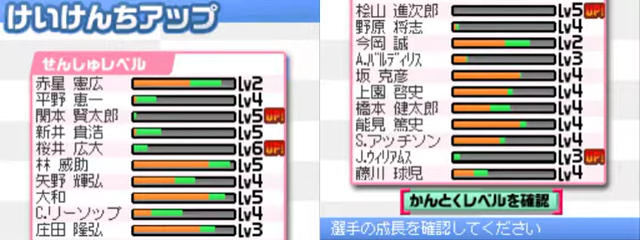 けいけんちアップ
せんしゅレベル
赤星 憲広 Lv2
平野 恵一 Lv4
関本 賢太郎 Lv5 UP!
新井 貴浩 Lv5
桜井 広大 Lv6 UP!
林 威助 Lv5
矢野 輝弘 Lv4
大和 Lv5
C.リーソップ Lv4
庄田 隆弘 Lv3
桧山 進次郎 Lv5 UP!
野原 将志 Lv4
今岡 誠 Lv2
A.バルディリス Lv3
坂 克彦 Lv4
上園 啓史 Lv4
橋本 健太郎 Lv4
能見 篤史 Lv4
S.アッチソン Lv4
J.ウィリアムス Lv3 UP!
藤川 球児 Lv4
かんとくレベルを確認
選手の成長を確認してください